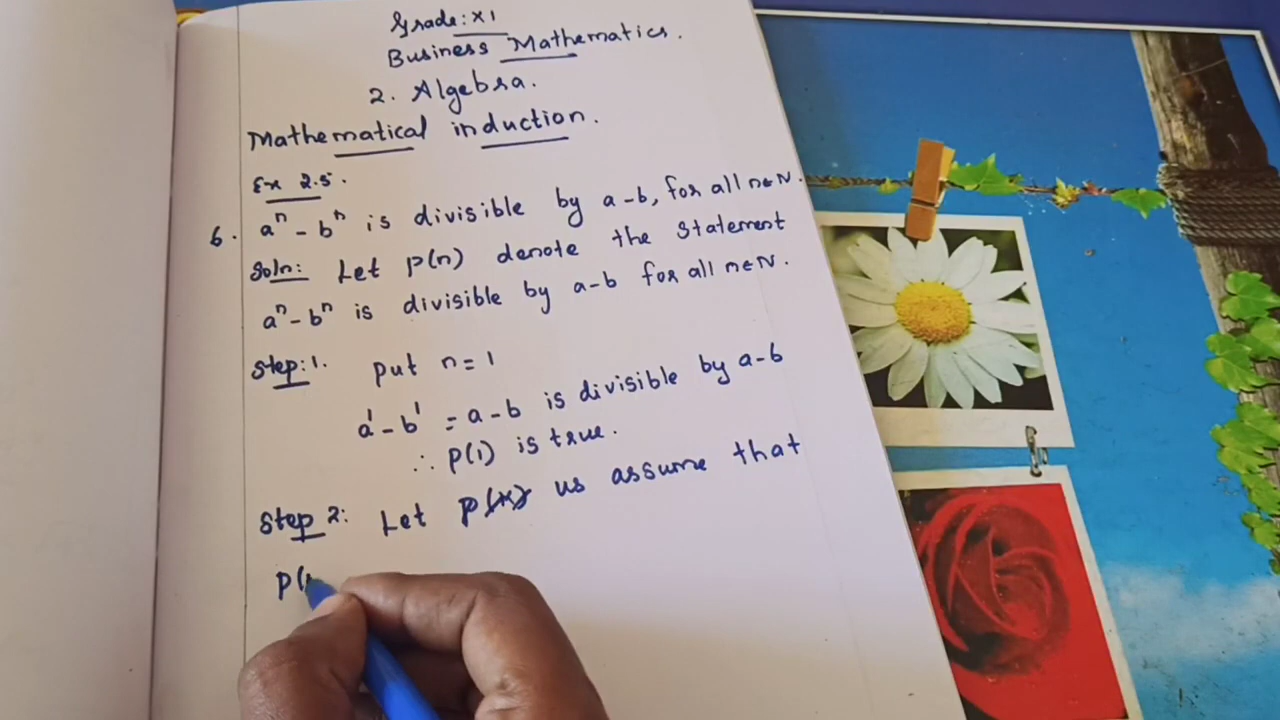 Grade: XI
Business Mathematics.
2. Algebra.
Mathematical induction.
Ex 2.5.
6. aⁿ - bⁿ is divisible by a-b, for all n∈N.
Soln: Let P(n) denote the statement
aⁿ - bⁿ is divisible by a-b for all n∈N.
Step:1. put n=1
a¹ - b¹ = a-b is divisible by a-b
∴ P(1) is true.
Step 2: Let us assume that
P(